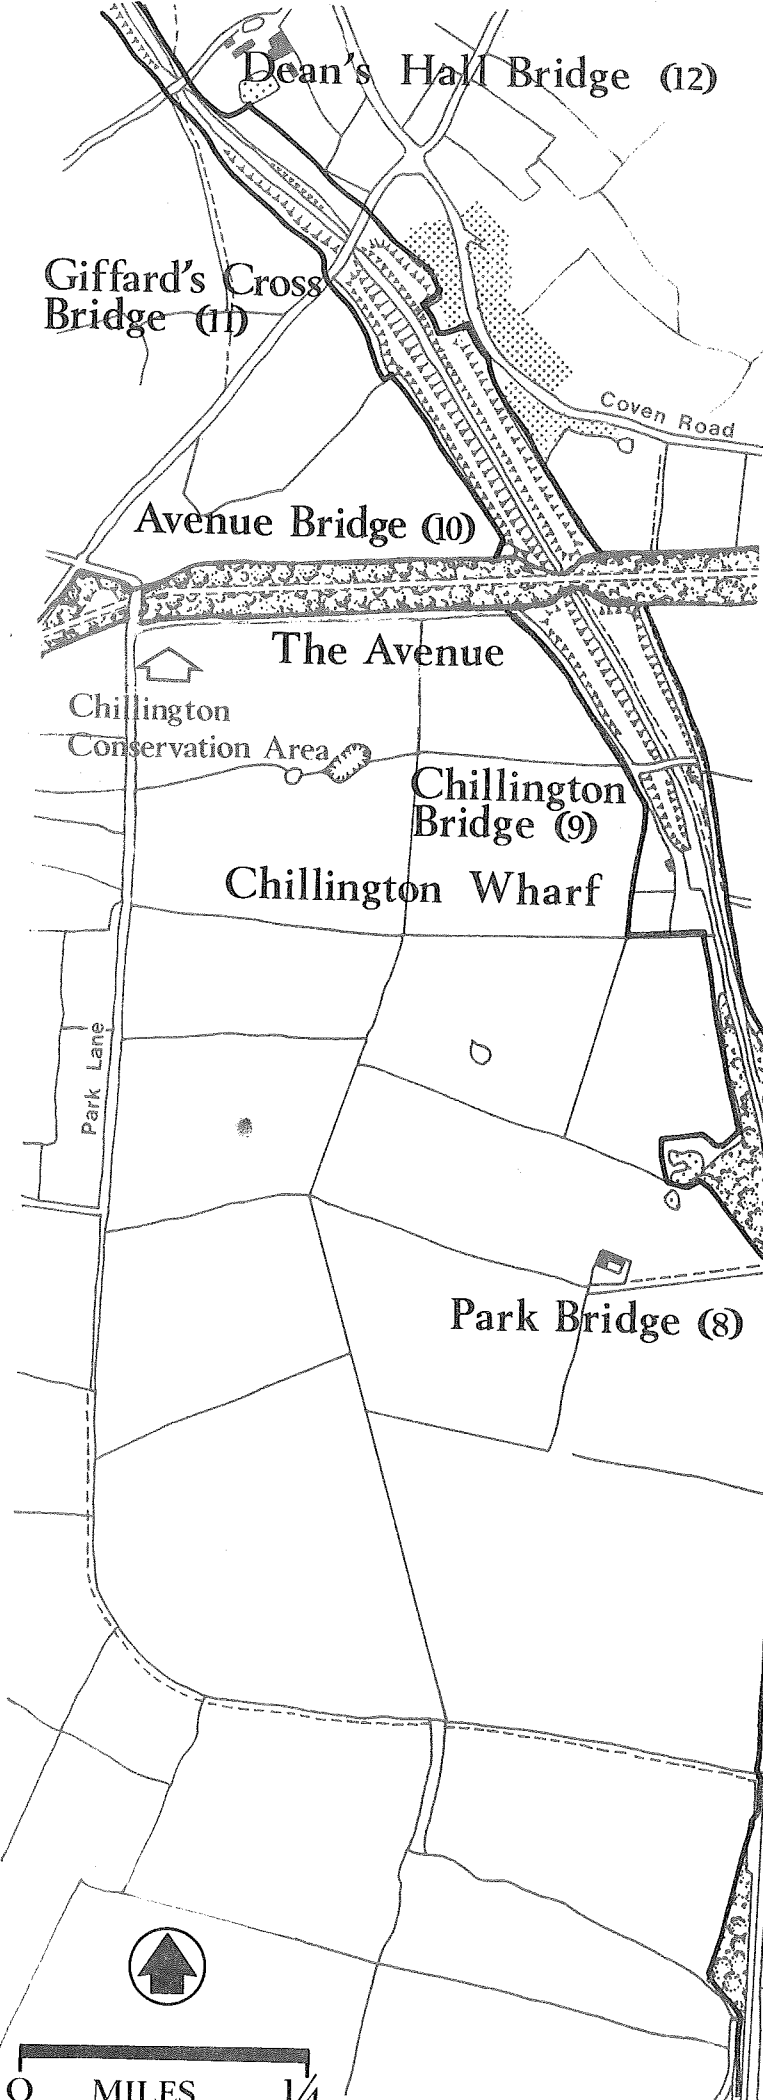 Dean's Hall Bridge (12)
Giffard's Cross
Bridge (11)
Coven Road
Avenue Bridge (10)
The Avenue
Chillington
Conservation Area
Chillington
Bridge (9)
Chillington Wharf
Park Lane
Park Bridge (8)
0 MILES 1/4